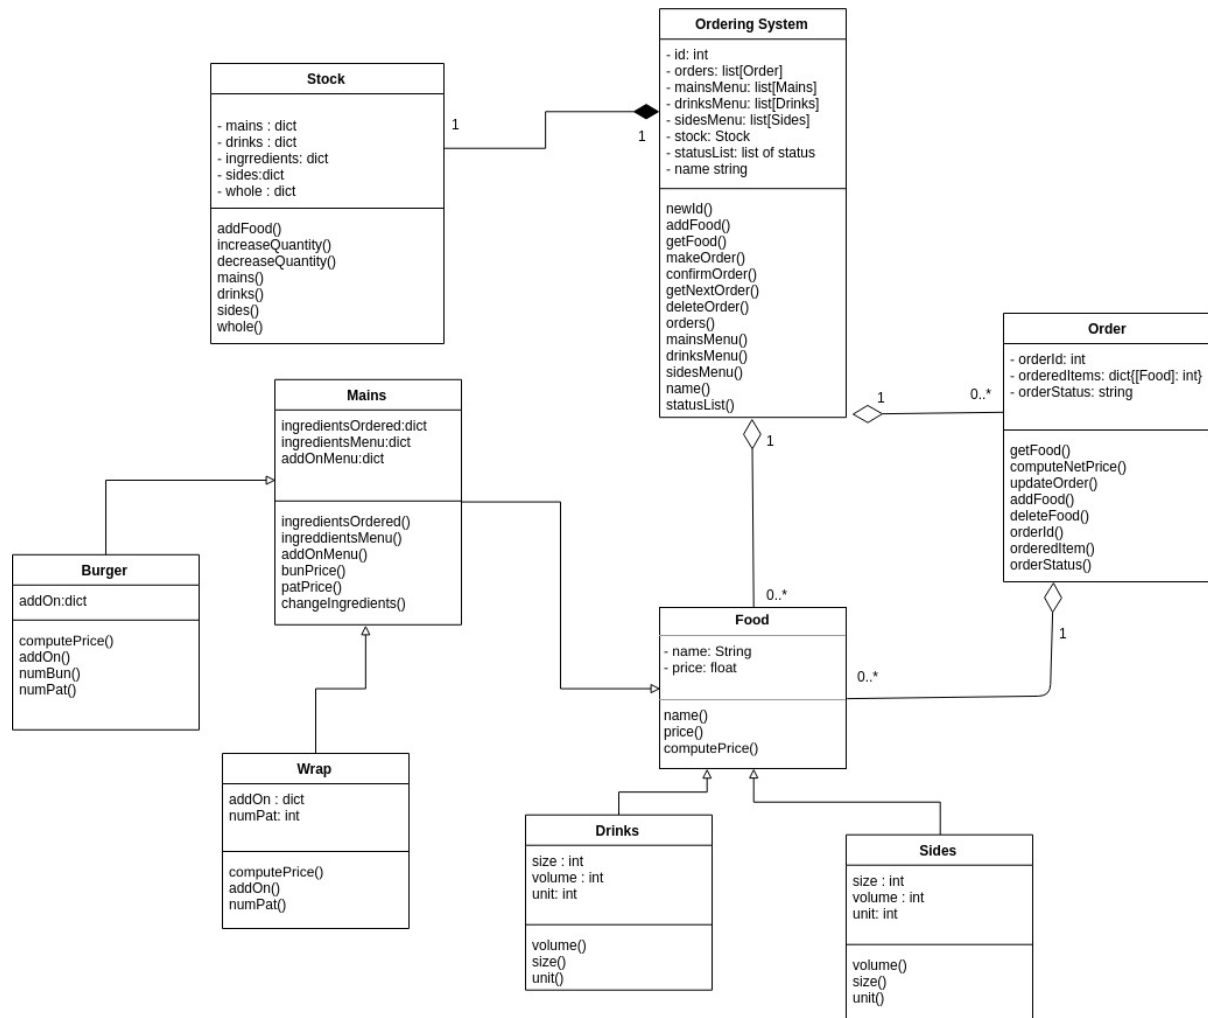 Ordering System
- id: int
- orders: list[Order]
- mainsMenu: list[Mains]
- drinksMenu: list[Drinks]
- sidesMenu: list[Sides]
- stock: Stock
- statusList: list of status
- name string
newId()
addFood()
getFood()
makeOrder()
confirmOrder()
getNextOrder()
deleteOrder()
orders()
mainsMenu()
drinksMenu()
sidesMenu()
name()
statusList()
Stock
- mains : dict
- drinks : dict
- ingrredients: dict
- sides:dict
- whole : dict
addFood()
increaseQuantity()
decreaseQuantity()
mains()
drinks()
sides()
whole()
1
1
Order
- orderId: int
- orderedItems: dict{[Food]: int}
- orderStatus: string
getFood()
computeNetPrice()
updateOrder()
addFood()
deleteFood()
orderId()
orderedItem()
orderStatus()
1
0..*
Mains
ingredientsOrdered:dict
ingredientsMenu:dict
addOnMenu:dict
ingredientsOrdered()
ingreddientsMenu()
addOnMenu()
bunPrice()
patPrice()
changeIngredients()
1
0..*
Burger
addOn:dict
computePrice()
addOn()
numBun()
numPat()
Food
- name: String
- price: float
name()
price()
computePrice()
0..*
1
Wrap
addOn : dict
numPat: int
computePrice()
addOn()
numPat()
Drinks
size : int
volume : int
unit: int
volume()
size()
unit()
Sides
size : int
volume : int
unit: int
volume()
size()
unit()